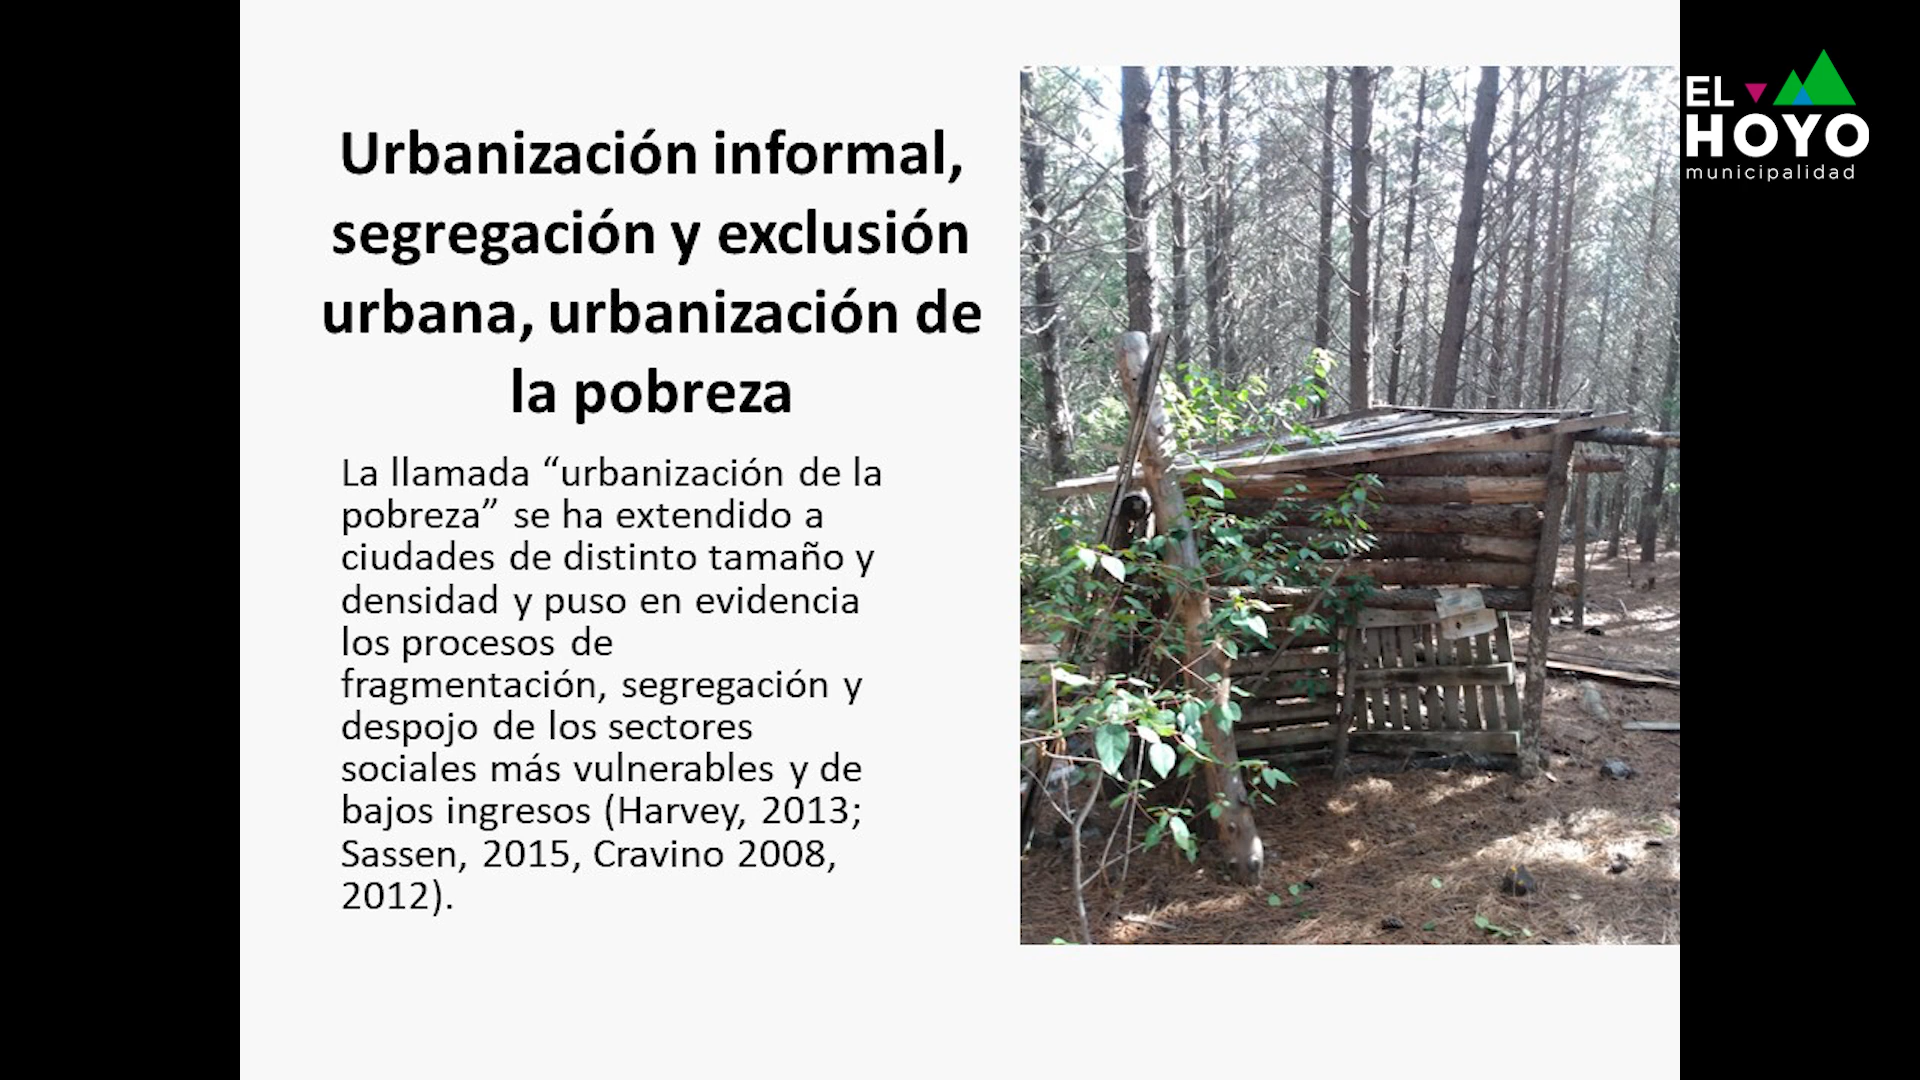 Urbanización informal,
segregación y exclusión
urbana, urbanización de
la pobreza
La llamada “urbanización de la
pobreza” se ha extendido a
ciudades de distinto tamaño y
densidad y puso en evidencia
los procesos de
fragmentación, segregación y
despojo de los sectores
sociales más vulnerables y de
bajos ingresos (Harvey, 2013;
Sassen, 2015, Cravino 2008,
2012).
EL
HOYO
municipalidad